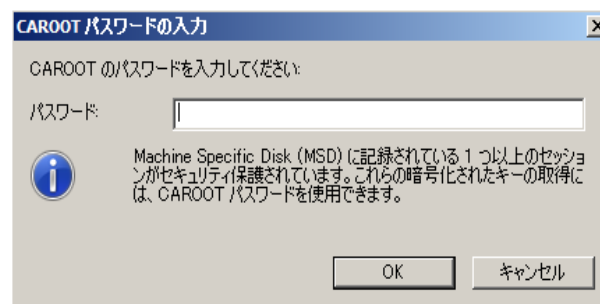 CAROOT パスワードの入力
CAROOT のパスワードを入力してください:
パスワード:
Machine Specific Disk (MSD) に記録されている 1 つ以上のセッショ
ンがセキュリティ保護されています。これらの暗号化されたキーの取得に
は、CAROOT パスワードを使用できます。
OK
キャンセル